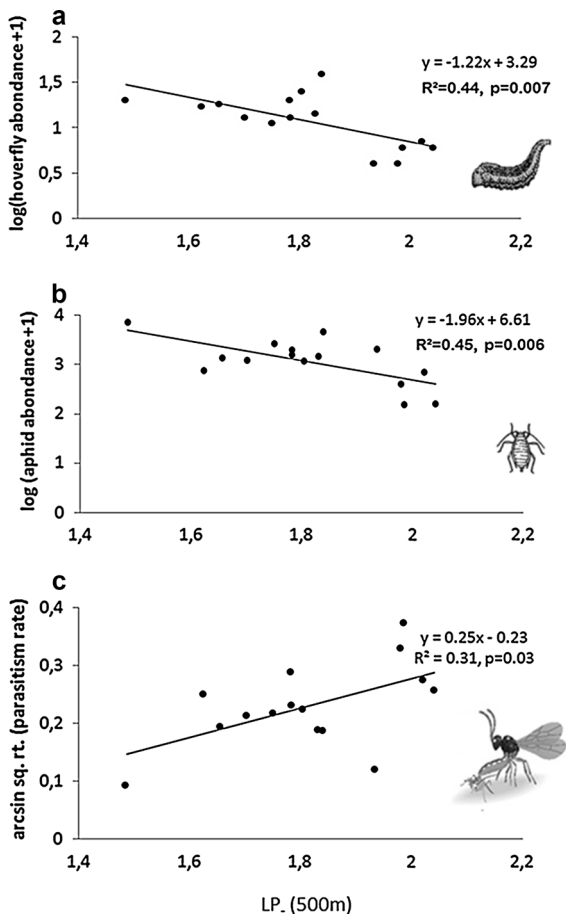 a
log(hoverfly abundance+1)
2
1,5
1
0,5
0
y = -1.22x + 3.29
R²=0.44, p=0.007
1,4
1,6
1,8
2
2,2
b
log (aphid abundance+1)
4
3
2
1
0
y = -1.96x + 6.61
R²=0.45, p=0.006
1,4
1,6
1,8
2
2,2
c
arcsin sq. rt. (parasitism rate)
0,4
0,3
0,2
0,1
0
y = 0.25x - 0.23
R² = 0.31, p=0.03
1,4
1,6
1,8
2
2,2
LP- (500m)